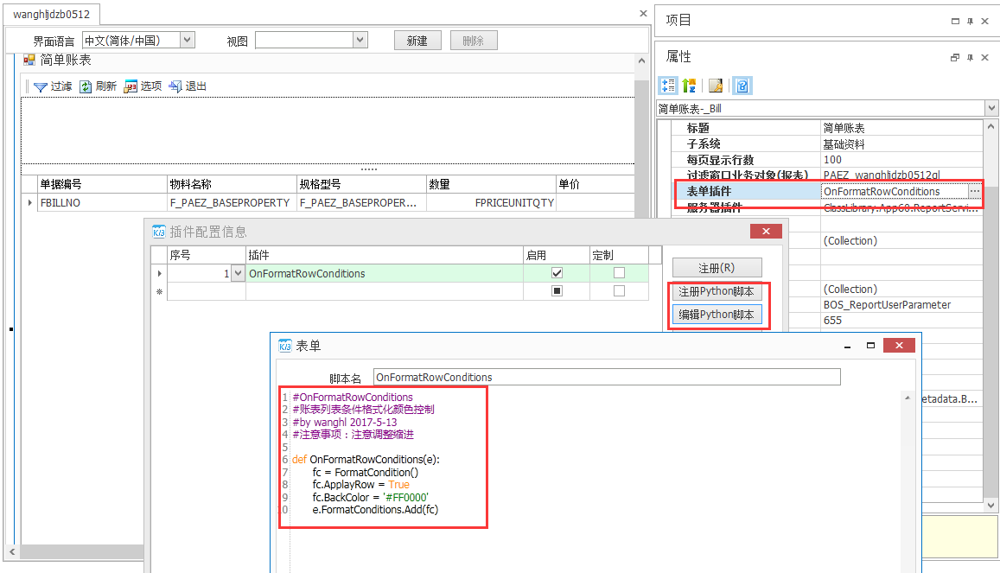 wanghljdzb0512
界面语言 中文(简体/中国) 视图 新建 删除
简单账表
过滤 刷新 选项 退出
单据编号 物料名称 规格型号 数量 单价
FBILLNO F_PAEZ_BASEPROPERTY F_PAEZ_BASEPROPER... FPRICEUNITQTY
项目
属性
简单账表-_Bill
标题 简单账表
子系统 基础资料
每页显示行数 100
过滤窗口业务对象(报表) PAEZ_wanghljdzb0512gl
表单插件 OnFormatRowConditions ...
服务器插件 ClassLibrary.App60.ReportServi...
(Collection)
(Collection)
BOS_ReportUserParameter
655
etadata.B...
K/3 插件配置信息
序号 插件 启用 定制
1 OnFormatRowConditions
注册(R)
注册Python脚本
编辑Python脚本
K/3 表单
脚本名 OnFormatRowConditions
1 #OnFormatRowConditions
2 #账表列表条件格式化颜色控制
3 #by wanghl 2017-5-13
4 #注意事项：注意调整缩进
5
6 def OnFormatRowConditions(e):
7 fc = FormatCondition()
8 fc.ApplayRow = True
9 fc.BackColor = '#FF0000'
10 e.FormatConditions.Add(fc)